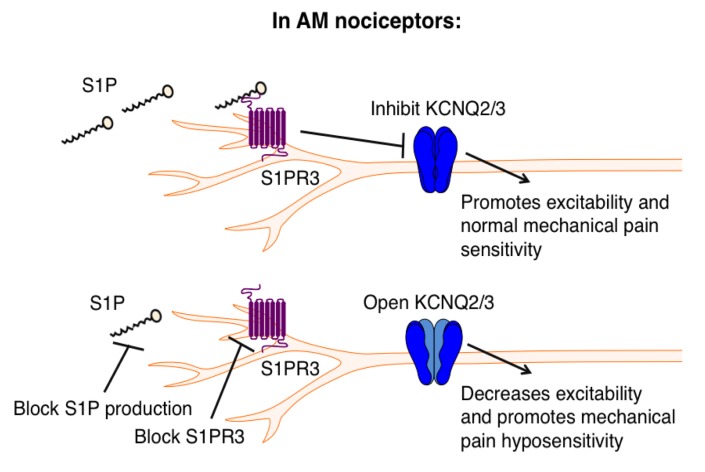 In AM nociceptors:
S1P
Inhibit KCNQ2/3
S1PR3
Promotes excitability and
normal mechanical pain
sensitivity
S1P
Open KCNQ2/3
S1PR3
Block S1P production
Block S1PR3
Decreases excitability
and promotes mechanical
pain hyposensitivity